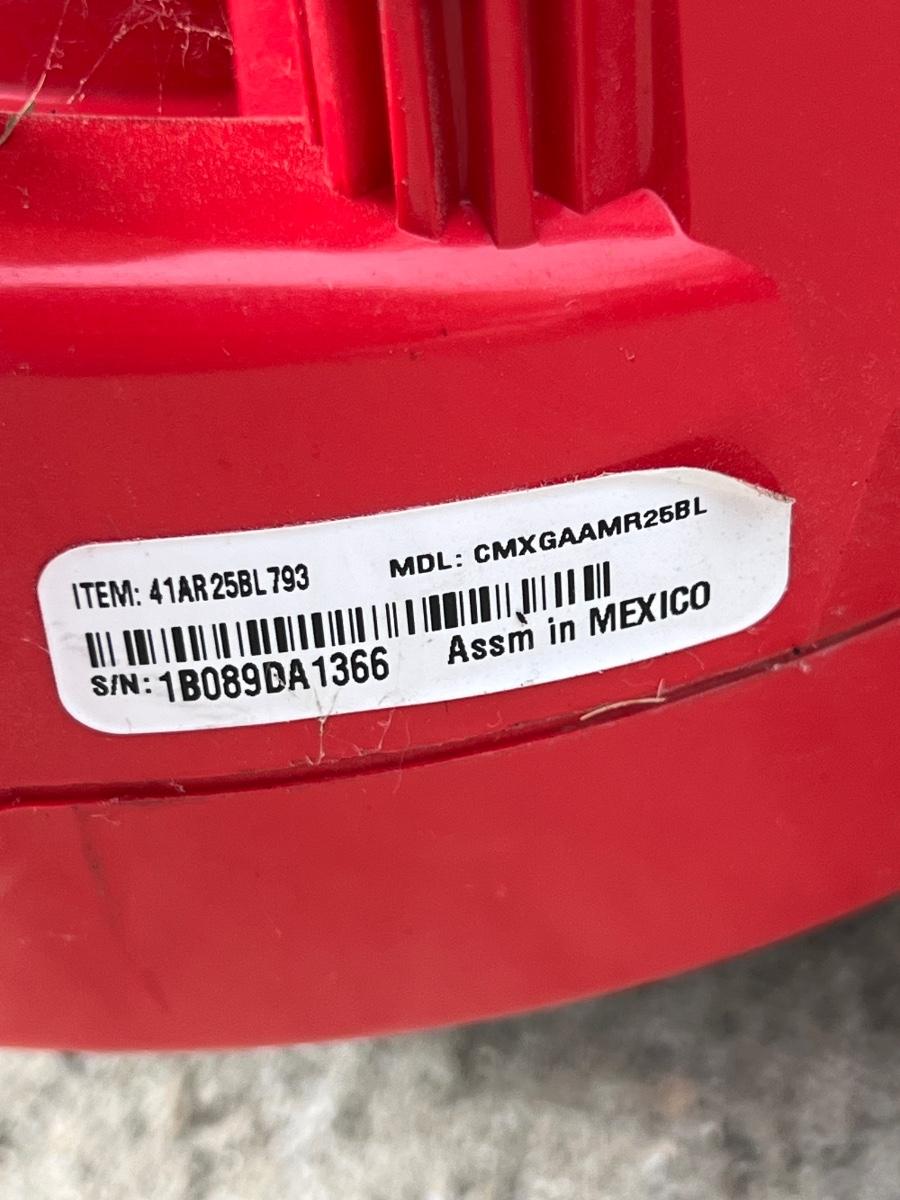 ITEM: 41AR25BL793
MDL: CMXGAAMR25BL
S/N: 1B089DA1366
Assm in MEXICO